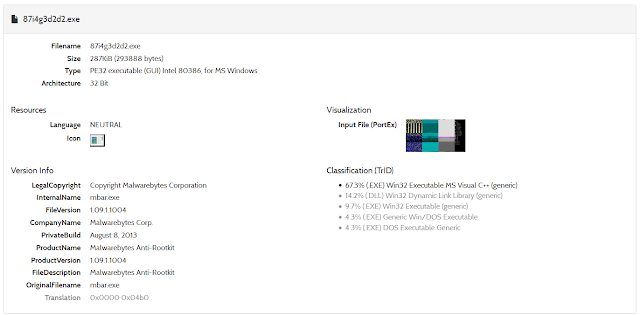 87i4g3d2d2.exe
Filename 87i4g3d2d2.exe
Size 287KiB (293888 bytes)
Type PE32 executable (GUI) Intel 80386, for MS Windows
Architecture 32 Bit
Resources
Language NEUTRAL
Icon
Visualization
Input File (PortEx)
Version Info
LegalCopyright Copyright Malwarebytes Corporation
InternalName mbar.exe
FileVersion 1.09.1.1004
CompanyName Malwarebytes Corp.
PrivateBuild August 8, 2013
ProductName Malwarebytes Anti-Rootkit
ProductVersion 1.09.1.1004
FileDescription Malwarebytes Anti-Rootkit
OriginalFilename mbar.exe
Translation 0x0000 0x04b0
Classification (TrID)
67.3% (.EXE) Win32 Executable MS Visual C++ (generic)
14.2% (.DLL) Win32 Dynamic Link Library (generic)
9.7% (.EXE) Win32 Executable (generic)
4.3% (.EXE) Generic Win/DOS Executable
4.3% (.EXE) DOS Executable Generic